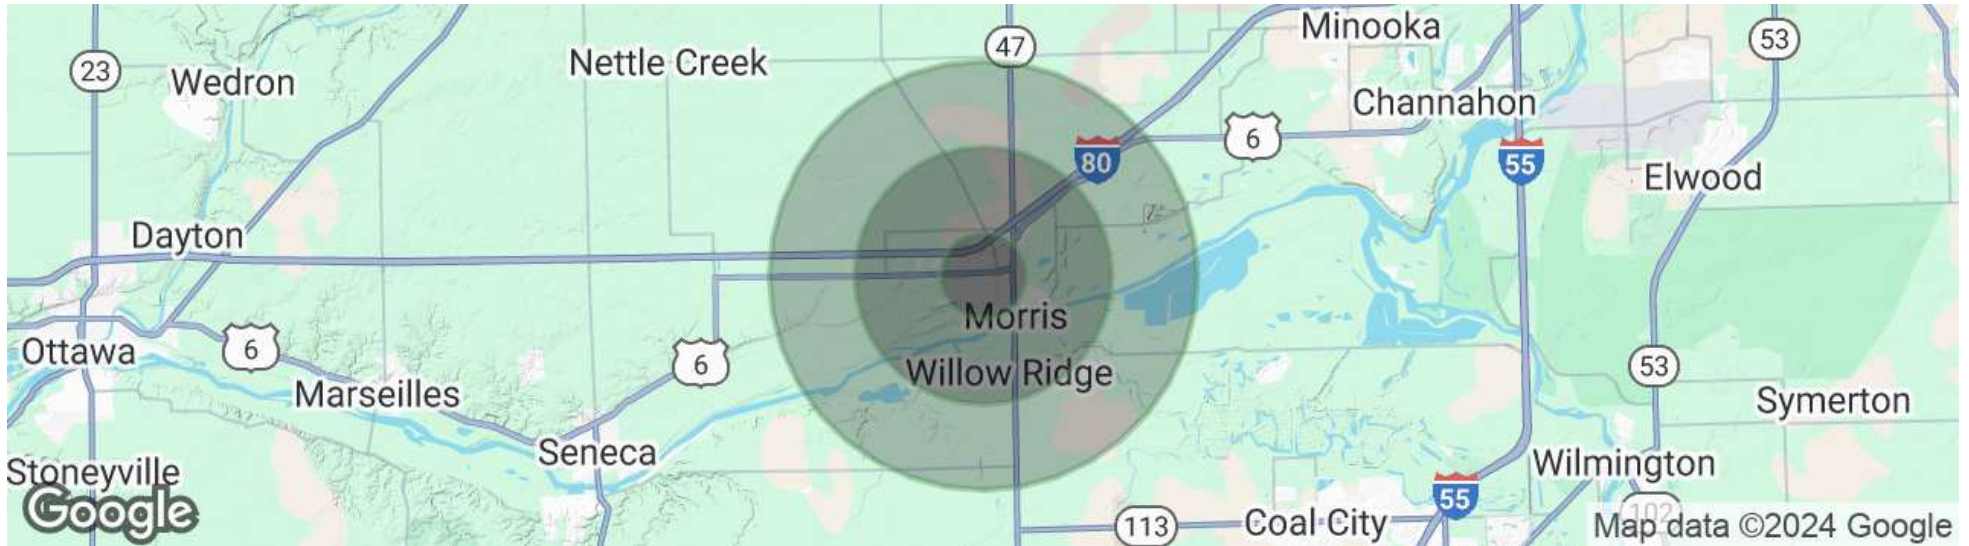 Minooka
47
53
Nettle Creek
23
Wedron
Channahon
6
80
55
Elwood
Dayton
Morris
Ottawa
6
6
53
Willow Ridge
Marseilles
Symerton
Seneca
Wilmington
Stoneyville
55
Google
113
Coal City
102
Map data ©2024 Google